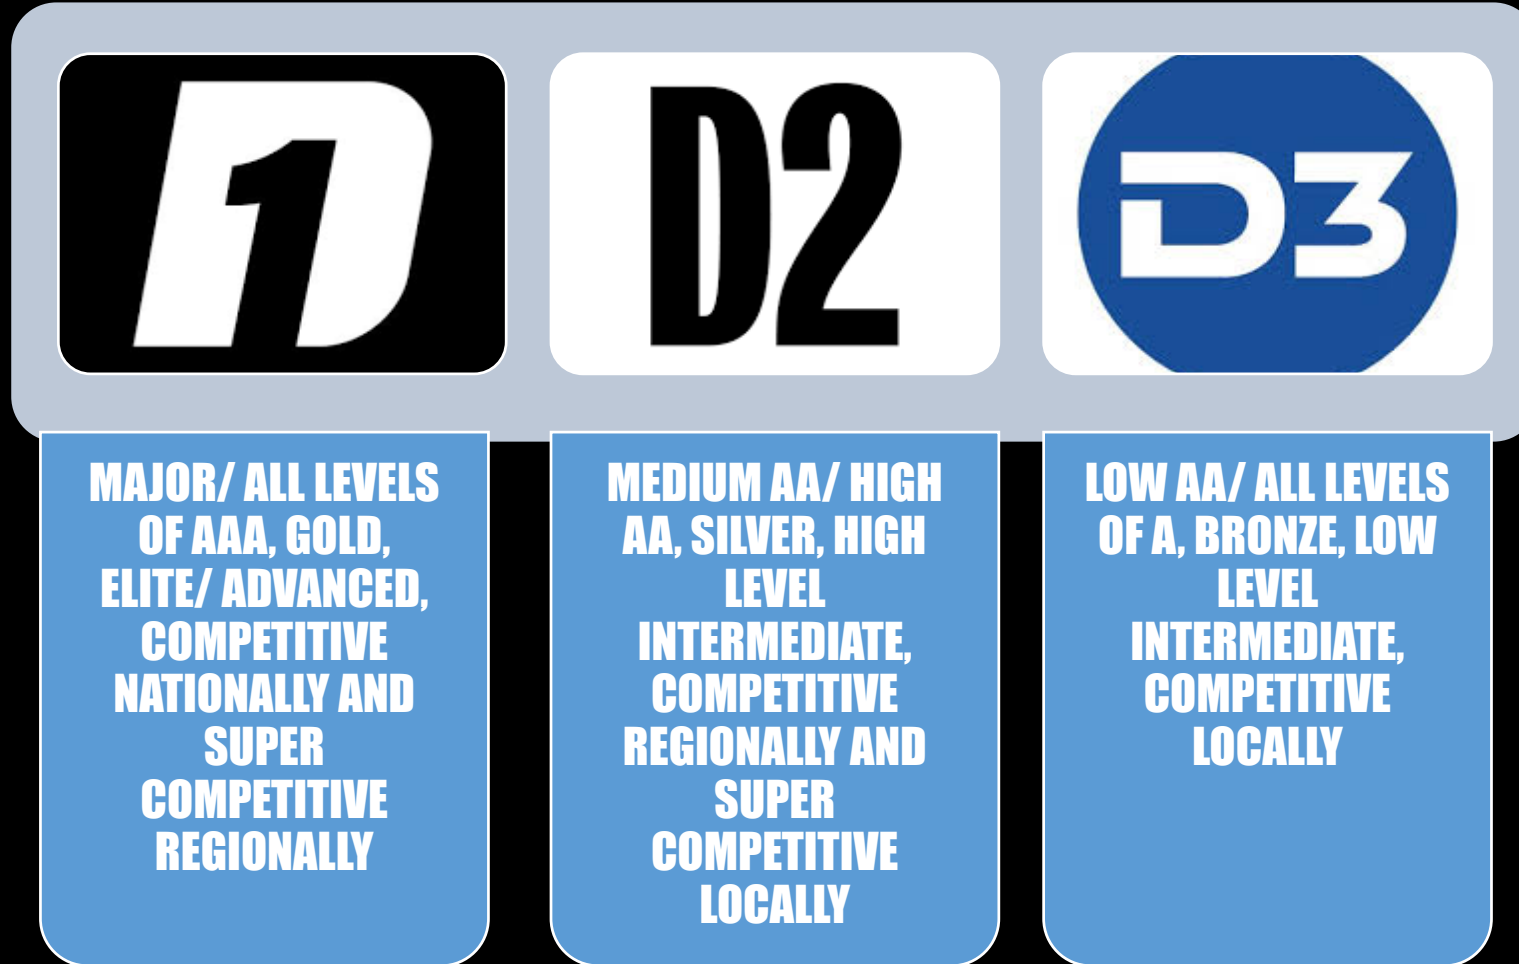 D1
D2
D3
MAJOR/ ALL LEVELS
OF AAA, GOLD,
ELITE/ ADVANCED,
COMPETITIVE
NATIONALLY AND
SUPER
COMPETITIVE
REGIONALLY
MEDIUM AA/ HIGH
AA, SILVER, HIGH
LEVEL
INTERMEDIATE,
COMPETITIVE
REGIONALLY AND
SUPER
COMPETITIVE
LOCALLY
LOW AA/ ALL LEVELS
OF A, BRONZE, LOW
LEVEL
INTERMEDIATE,
COMPETITIVE
LOCALLY